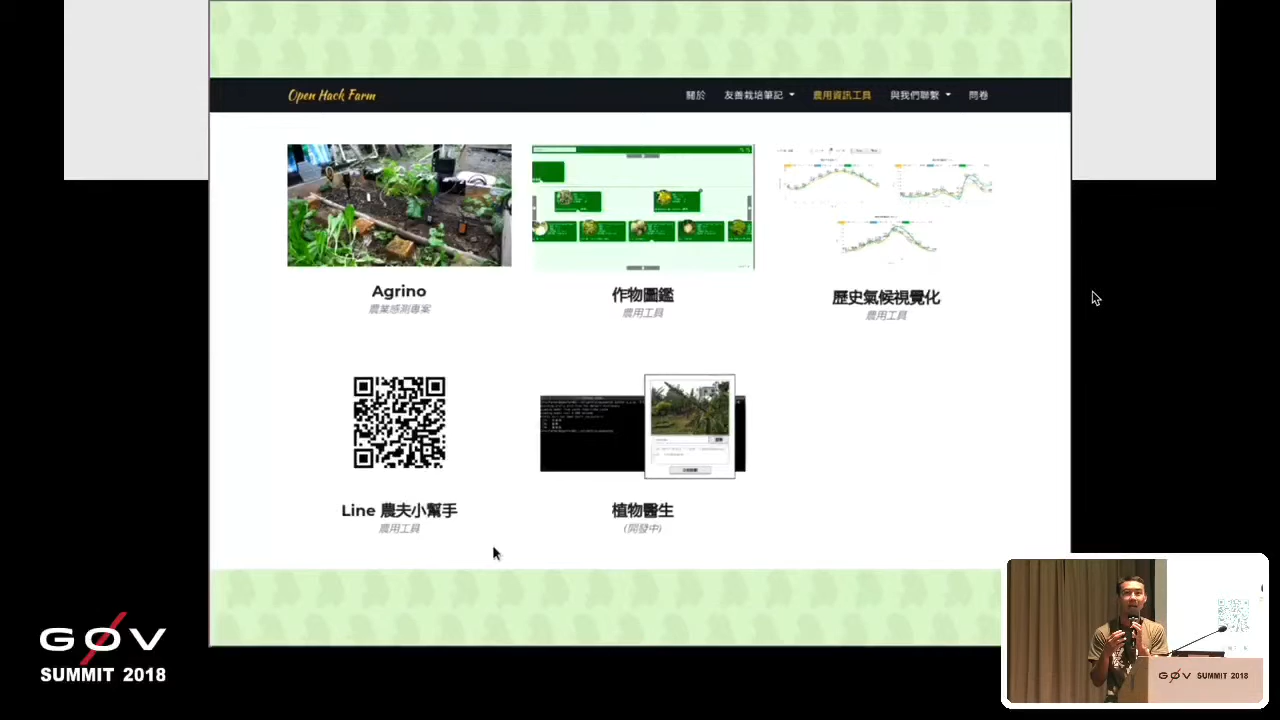 Open Hack Farm
關於
友善栽培筆記
農用資訊工具
與我們聯繫
問卷
Agrino
農業感測專案
作物圖鑑
農用工具
歷史氣候視覺化
農用工具
Line 農夫小幫手
農用工具
植物醫生
(開發中)
GØV
SUMMIT 2018
GØV SUMMIT 2018